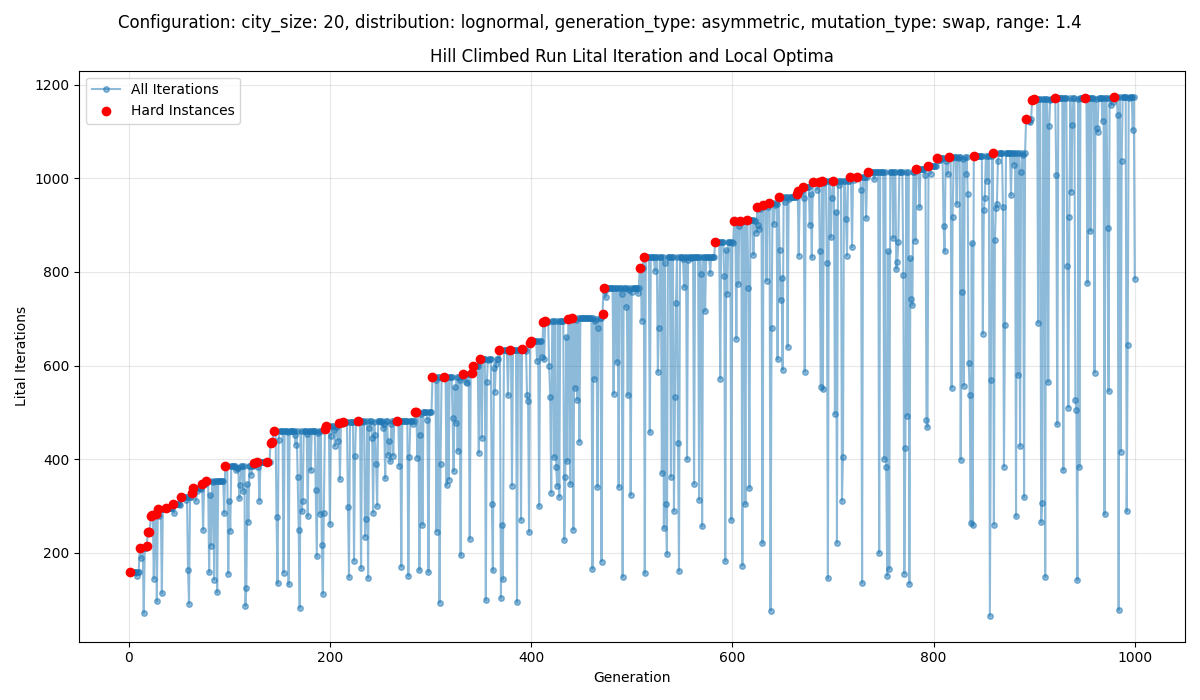 Configuration: city_size: 20, distribution: lognormal, generation_type: asymmetric, mutation_type: swap, range: 1.4
Hill Climbed Run Lital Iteration and Local Optima
All Iterations
Hard Instances
Lital Iterations
1200
1000
800
600
400
200
0
200
400
600
800
1000
Generation